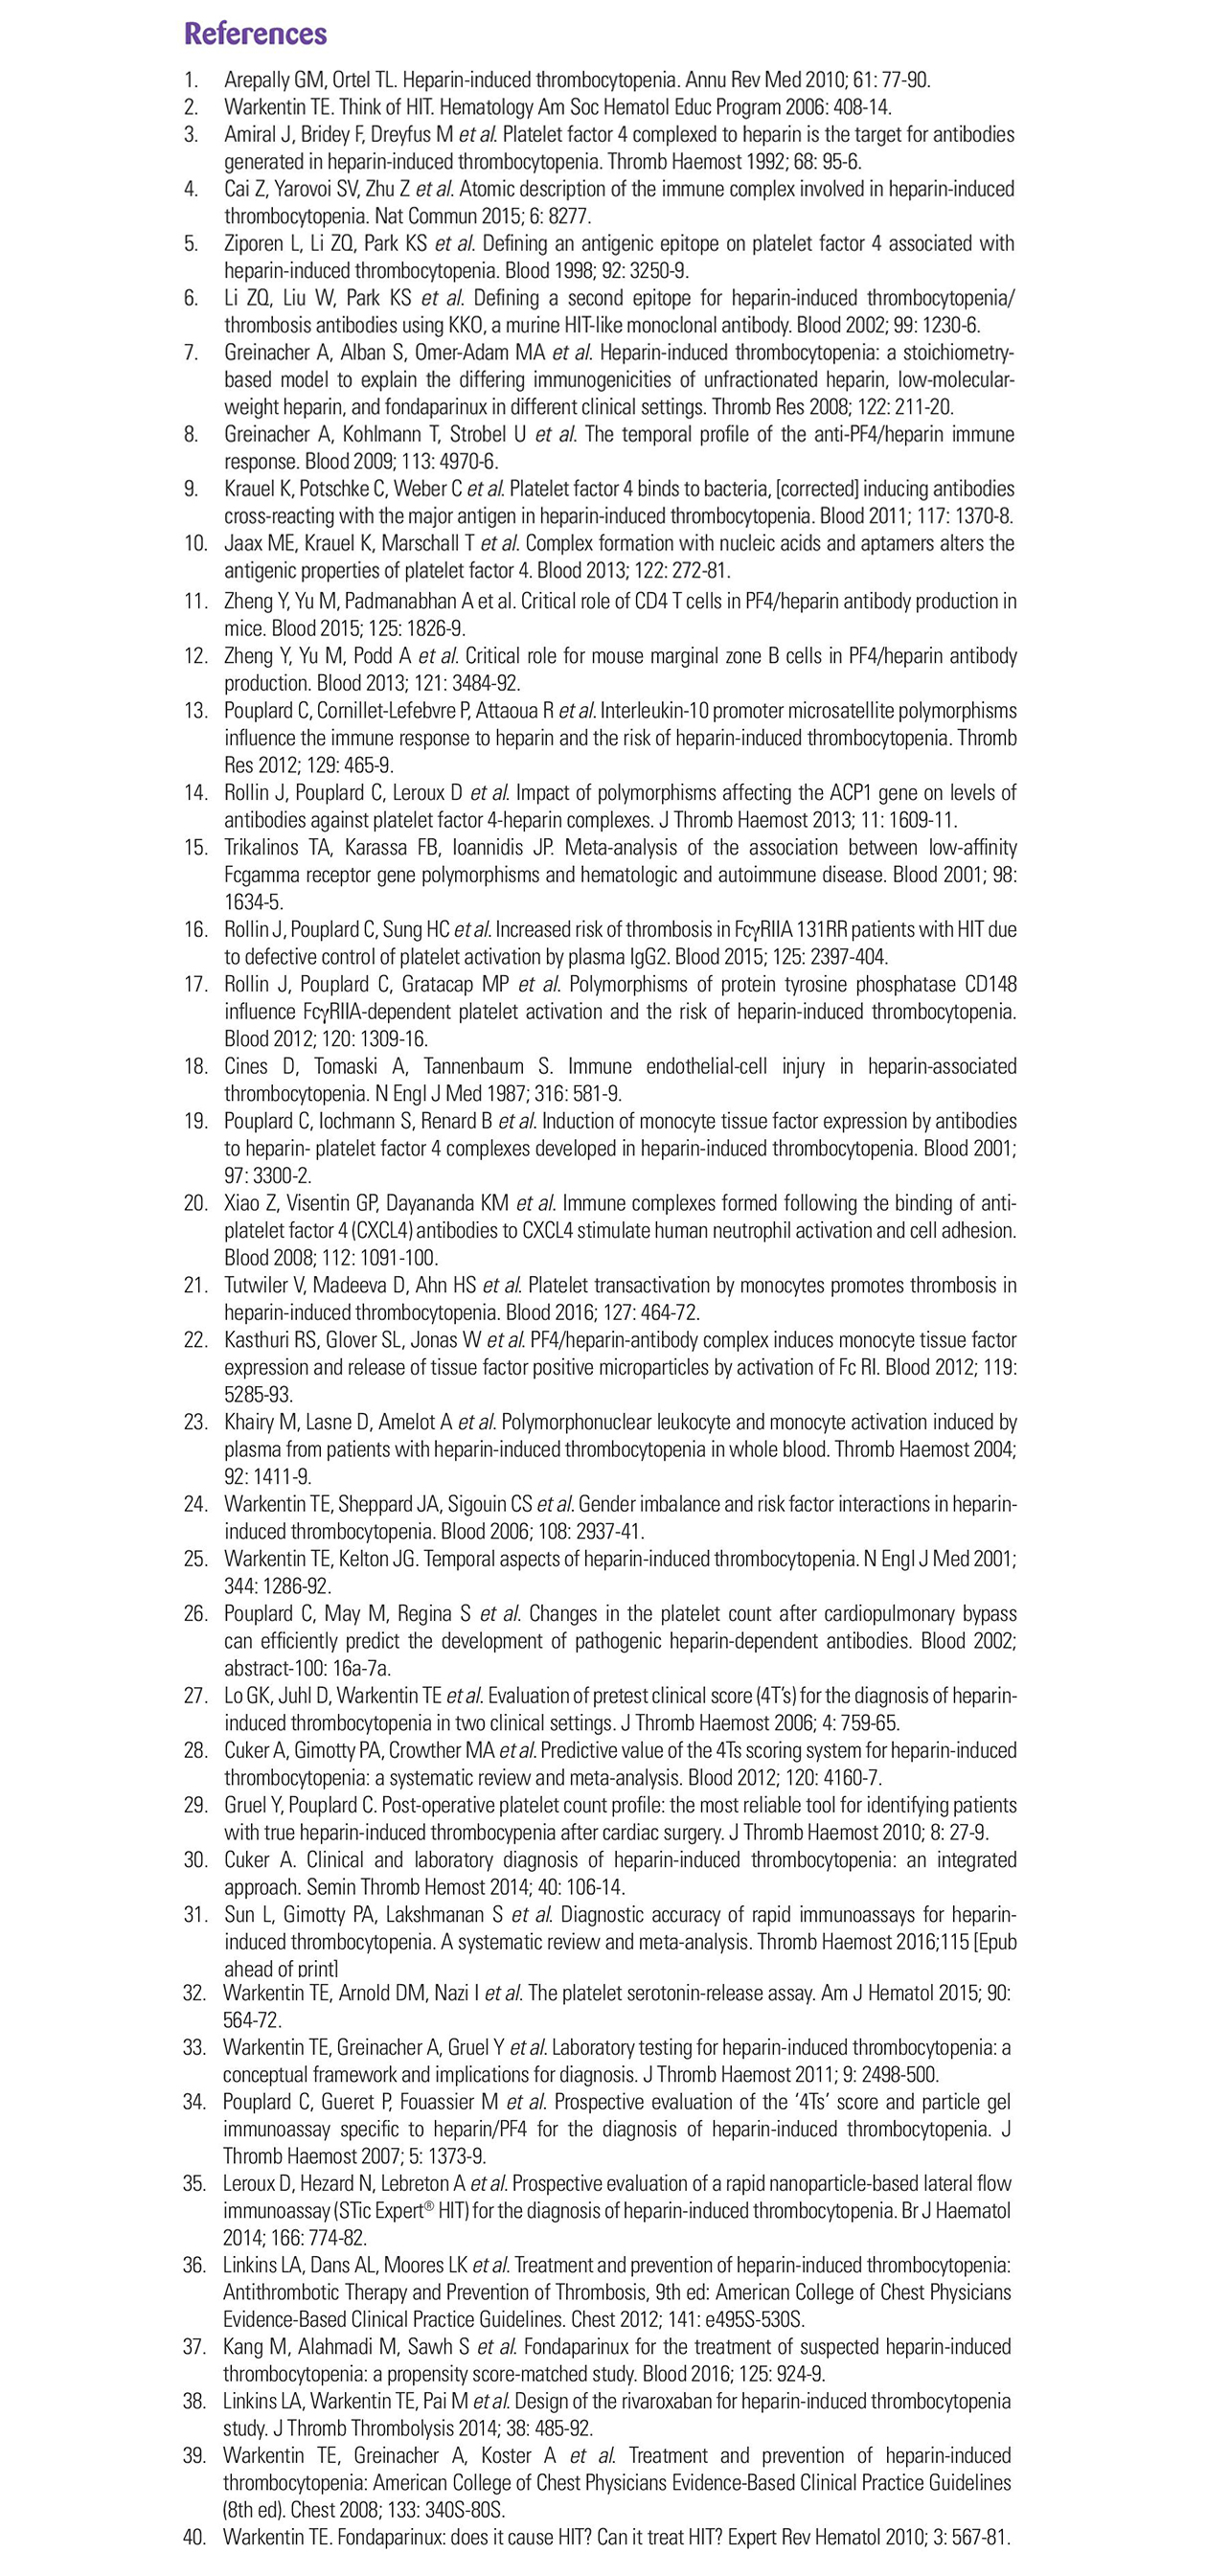 References
1. Arepally GM, Ortel TL. Heparin-induced thrombocytopenia. Annu Rev Med 2010; 61: 77-90.
2. Warkentin TE. Think of HIT. Hematology Am Soc Hematol Educ Program 2006: 408-14.
3. Amiral J, Bridey F, Dreyfus M et al. Platelet factor 4 complexed to heparin is the target for antibodies
generated in heparin-induced thrombocytopenia. Thromb Haemost 1992; 68: 95-6.
4. Cai Z, Yarovoi SV, Zhu Z et al. Atomic description of the immune complex involved in heparin-induced
thrombocytopenia. Nat Commun 2015; 6: 8277.
5. Ziporen L, Li ZQ, Park KS et al. Defining an antigenic epitope on platelet factor 4 associated with
heparin-induced thrombocytopenia. Blood 1998; 92: 3250-9.
6. Li ZQ, Liu W, Park KS et al. Defining a second epitope for heparin-induced thrombocytopenia/
thrombosis antibodies using KKO, a murine HIT-like monoclonal antibody. Blood 2002; 99: 1230-6.
7. Greinacher A, Alban S, Omer-Adam MA et al. Heparin-induced thrombocytopenia: a stoichiometry-
based model to explain the differing immunogenicities of unfractionated heparin, low-molecular-
weight heparin, and fondaparinux in different clinical settings. Thromb Res 2008; 122: 211-20.
8. Greinacher A, Kohlmann T, Strobel U et al. The temporal profile of the anti-PF4/heparin immune
response. Blood 2009; 113: 4970-6.
9. Krauel K, Potschke C, Weber C et al. Platelet factor 4 binds to bacteria, [corrected] inducing antibodies
cross-reacting with the major antigen in heparin-induced thrombocytopenia. Blood 2011; 117: 1370-8.
10. Jaax ME, Krauel K, Marschall T et al. Complex formation with nucleic acids and aptamers alters the
antigenic properties of platelet factor 4. Blood 2013; 122: 272-81.
11. Zheng Y, Yu M, Padmanabhan A et al. Critical role of CD4 T cells in PF4/heparin antibody production in
mice. Blood 2015; 125: 1826-9.
12. Zheng Y, Yu M, Podd A et al. Critical role for mouse marginal zone B cells in PF4/heparin antibody
production. Blood 2013; 121: 3484-92.
13. Pouplard C, Cornillet-Lefebvre P, Attaoua R et al. Interleukin-10 promoter microsatellite polymorphisms
influence the immune response to heparin and the risk of heparin-induced thrombocytopenia. Thromb
Res 2012; 129: 465-9.
14. Rollin J, Pouplard C, Leroux D et al. Impact of polymorphisms affecting the ACP1 gene on levels of
antibodies against platelet factor 4-heparin complexes. J Thromb Haemost 2013; 11: 1609-11.
15. Trikalinos TA, Karassa FB, Ioannidis JP. Meta-analysis of the association between low-affinity
Fcgamma receptor gene polymorphisms and hematologic and autoimmune disease. Blood 2001; 98:
1634-5.
16. Rollin J, Pouplard C, Sung HC et al. Increased risk of thrombosis in FcγRIIA 131RR patients with HIT due
to defective control of platelet activation by plasma IgG2. Blood 2015; 125: 2397-404.
17. Rollin J, Pouplard C, Gratacap MP et al. Polymorphisms of protein tyrosine phosphatase CD148
influence FcγRIIA-dependent platelet activation and the risk of heparin-induced thrombocytopenia.
Blood 2012; 120: 1309-16.
18. Cines D, Tomaski A, Tannenbaum S. Immune endothelial-cell injury in heparin-associated
thrombocytopenia. N Engl J Med 1987; 316: 581-9.
19. Pouplard C, Iochmann S, Renard B et al. Induction of monocyte tissue factor expression by antibodies
to heparin- platelet factor 4 complexes developed in heparin-induced thrombocytopenia. Blood 2001;
97: 3300-2.
20. Xiao Z, Visentin GP, Dayananda KM et al. Immune complexes formed following the binding of anti-
platelet factor 4 (CXCL4) antibodies to CXCL4 stimulate human neutrophil activation and cell adhesion.
Blood 2008; 112: 1091-100.
21. Tutwiler V, Madeeva D, Ahn HS et al. Platelet transactivation by monocytes promotes thrombosis in
heparin-induced thrombocytopenia. Blood 2016; 127: 464-72.
22. Kasthuri RS, Glover SL, Jonas W et al. PF4/heparin-antibody complex induces monocyte tissue factor
expression and release of tissue factor positive microparticles by activation of Fc RI. Blood 2012; 119:
5285-93.
23. Khairy M, Lasne D, Amelot A et al. Polymorphonuclear leukocyte and monocyte activation induced by
plasma from patients with heparin-induced thrombocytopenia in whole blood. Thromb Haemost 2004;
92: 1411-9.
24. Warkentin TE, Sheppard JA, Sigouin CS et al. Gender imbalance and risk factor interactions in heparin-
induced thrombocytopenia. Blood 2006; 108: 2937-41.
25. Warkentin TE, Kelton JG. Temporal aspects of heparin-induced thrombocytopenia. N Engl J Med 2001;
344: 1286-92.
26. Pouplard C, May M, Regina S et al. Changes in the platelet count after cardiopulmonary bypass
can efficiently predict the development of pathogenic heparin-dependent antibodies. Blood 2002;
abstract-100: 16a-7a.
27. Lo GK, Juhl D, Warkentin TE et al. Evaluation of pretest clinical score (4T's) for the diagnosis of heparin-
induced thrombocytopenia in two clinical settings. J Thromb Haemost 2006; 4: 759-65.
28. Cuker A, Gimotty PA, Crowther MA et al. Predictive value of the 4Ts scoring system for heparin-induced
thrombocytopenia: a systematic review and meta-analysis. Blood 2012; 120: 4160-7.
29. Gruel Y, Pouplard C. Post-operative platelet count profile: the most reliable tool for identifying patients
with true heparin-induced thrombocypenia after cardiac surgery. J Thromb Haemost 2010; 8: 27-9.
30. Cuker A. Clinical and laboratory diagnosis of heparin-induced thrombocytopenia: an integrated
approach. Semin Thromb Hemost 2014; 40: 106-14.
31. Sun L, Gimotty PA, Lakshmanan S et al. Diagnostic accuracy of rapid immunoassays for heparin-
induced thrombocytopenia. A systematic review and meta-analysis. Thromb Haemost 2016;115 [Epub
ahead of print]
32. Warkentin TE, Arnold DM, Nazi I et al. The platelet serotonin-release assay. Am J Hematol 2015; 90:
564-72.
33. Warkentin TE, Greinacher A, Gruel Y et al. Laboratory testing for heparin-induced thrombocytopenia: a
conceptual framework and implications for diagnosis. J Thromb Haemost 2011; 9: 2498-500.
34. Pouplard C, Gueret P, Fouassier M et al. Prospective evaluation of the '4Ts' score and particle gel
immunoassay specific to heparin/PF4 for the diagnosis of heparin-induced thrombocytopenia. J
Thromb Haemost 2007; 5: 1373-9.
35. Leroux D, Hezard N, Lebreton A et al. Prospective evaluation of a rapid nanoparticle-based lateral flow
immunoassay (STic Expert® HIT) for the diagnosis of heparin-induced thrombocytopenia. Br J Haematol
2014; 166: 774-82.
36. Linkins LA, Dans AL, Moores LK et al. Treatment and prevention of heparin-induced thrombocytopenia:
Antithrombotic Therapy and Prevention of Thrombosis, 9th ed: American College of Chest Physicians
Evidence-Based Clinical Practice Guidelines. Chest 2012; 141: e495S-530S.
37. Kang M, Alahmadi M, Sawh S et al. Fondaparinux for the treatment of suspected heparin-induced
thrombocytopenia: a propensity score-matched study. Blood 2016; 125: 924-9.
38. Linkins LA, Warkentin TE, Pai M et al. Design of the rivaroxaban for heparin-induced thrombocytopenia
study. J Thromb Thrombolysis 2014; 38: 485-92.
39. Warkentin TE, Greinacher A, Koster A et al. Treatment and prevention of heparin-induced
thrombocytopenia: American College of Chest Physicians Evidence-Based Clinical Practice Guidelines
(8th ed). Chest 2008; 133: 340S-80S.
40. Warkentin TE. Fondaparinux: does it cause HIT? Can it treat HIT? Expert Rev Hematol 2010; 3: 567-81.